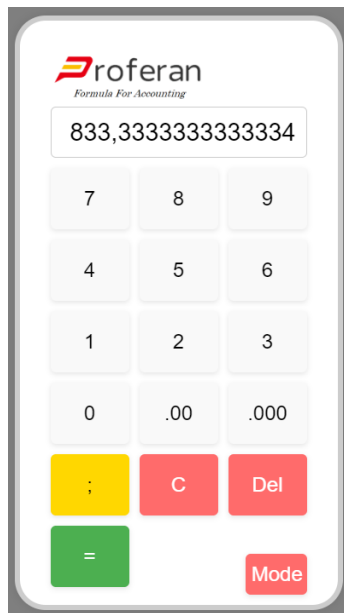 Proferan
Formula For Accounting
833,3333333333334
7 8 9
4 5 6
1 2 3
0 .00 .000
; C Del
=
Mode